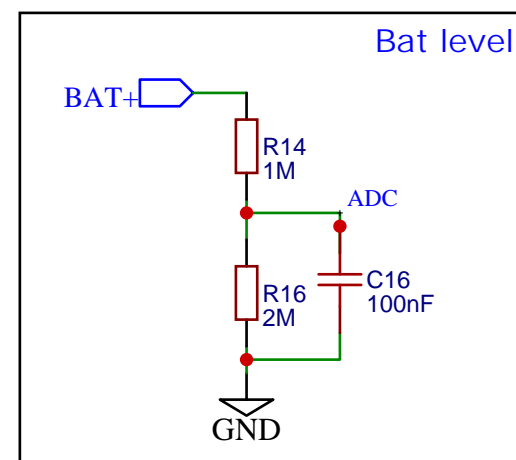 Bat level
BAT+
R14
1M
ADC
R16
2M
C16
100nF
GND